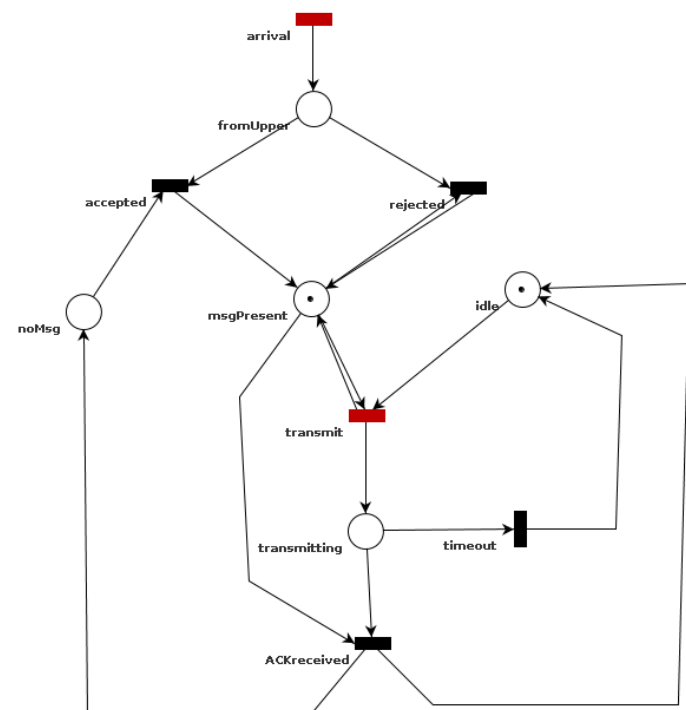 arrival
fromUpper
accepted
rejected
noMsg
msgPresent
idle
transmit
transmitting
timeout
ACKreceived